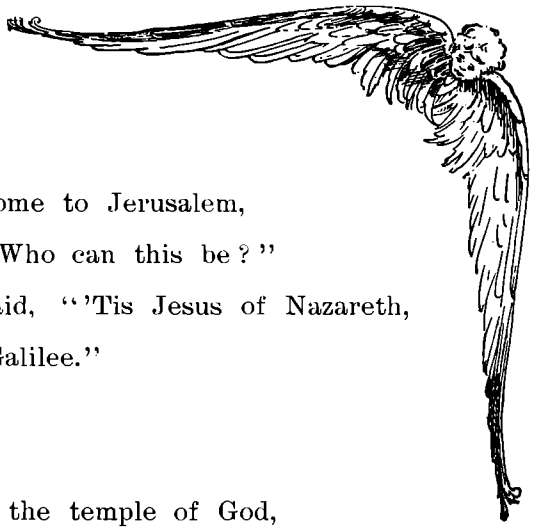 ome to Jerusalem,
Who can this be?"
id, "'Tis Jesus of Nazareth,
alilee."
the temple of God,